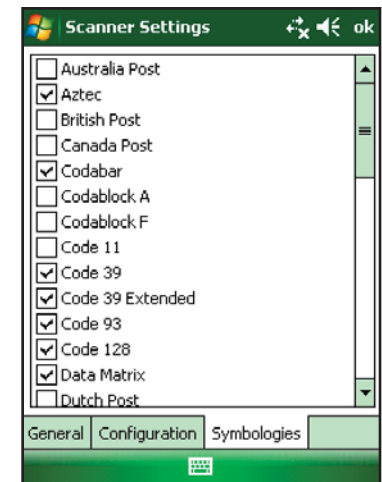 Scanner Settings ok
Australia Post
Aztec
British Post
Canada Post
Codabar
Codablock A
Codablock F
Code 11
Code 39
Code 39 Extended
Code 93
Code 128
Data Matrix
Dutch Post
General Configuration Symbologies